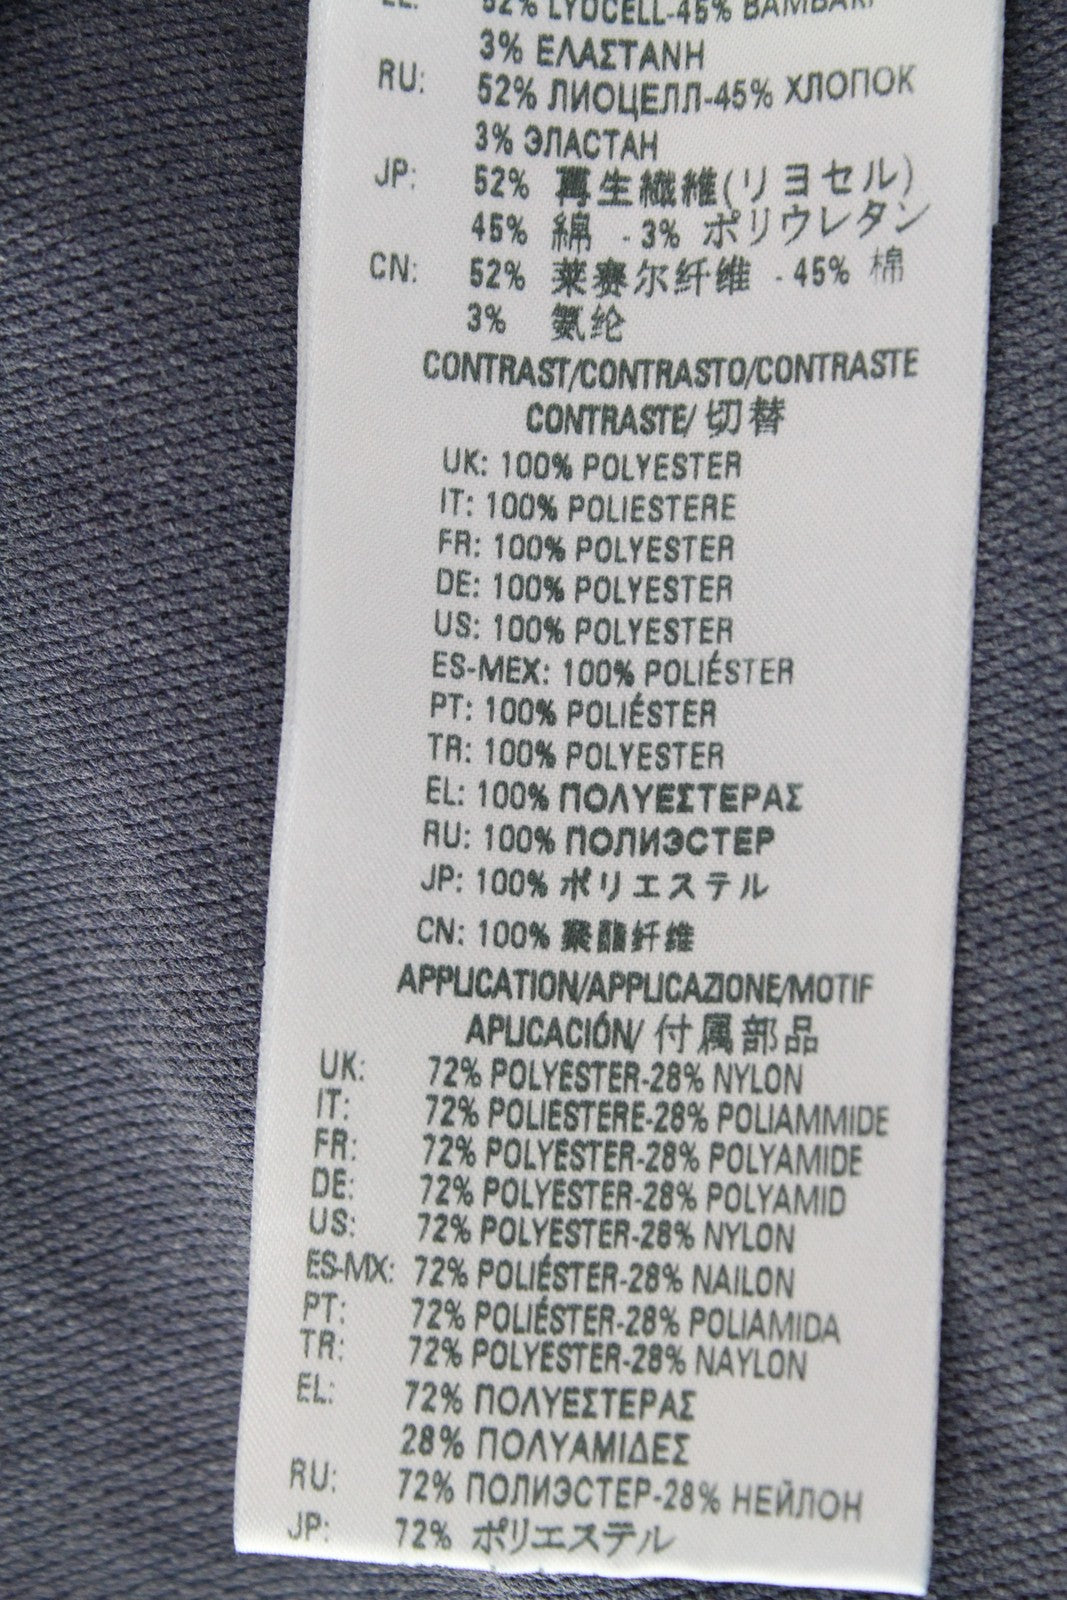 EL: 52% LYOCELL-45% ΒΑΜΒΑΚΙ
3% ΕΛΑΣΤΑΝΗ
RU: 52% ЛИОЦЕЛЛ-45% ХЛОПОК
3% ЭЛАСТАН
JP: 52% 再生繊維(リヨセル)
45% 綿 - 3% ポリウレタン
CN: 52% 莱赛尔纤维 - 45% 棉
3% 氨纶
CONTRAST/CONTRASTO/CONTRASTE
CONTRASTE/ 切替
UK: 100% POLYESTER
IT: 100% POLIESTERE
FR: 100% POLYESTER
DE: 100% POLYESTER
US: 100% POLYESTER
ES-MEX: 100% POLIÉSTER
PT: 100% POLIÉSTER
TR: 100% POLYESTER
EL: 100% ΠΟΛΥΕΣΤΕΡΑΣ
RU: 100% ПОЛИЭСТЕР
JP: 100% ポリエステル
CN: 100% 聚酯纤维
APPLICATION/APPLICAZIONE/MOTIF
APLICACIÓN/ 付属部品
UK: 72% POLYESTER-28% NYLON
IT: 72% POLIESTERE-28% POLIAMMIDE
FR: 72% POLYESTER-28% POLYAMIDE
DE: 72% POLYESTER-28% POLYAMID
US: 72% POLYESTER-28% NYLON
ES-MX: 72% POLIÉSTER-28% NAILON
PT: 72% POLIÉSTER-28% POLIAMIDA
TR: 72% POLYESTER-28% NAYLON
EL: 72% ΠΟΛΥΕΣΤΕΡΑΣ
28% ΠΟΛΥΑΜΙΔΕΣ
RU: 72% ПОЛИЭСТЕР-28% НЕЙЛОН
JP: 72% ポリエステル